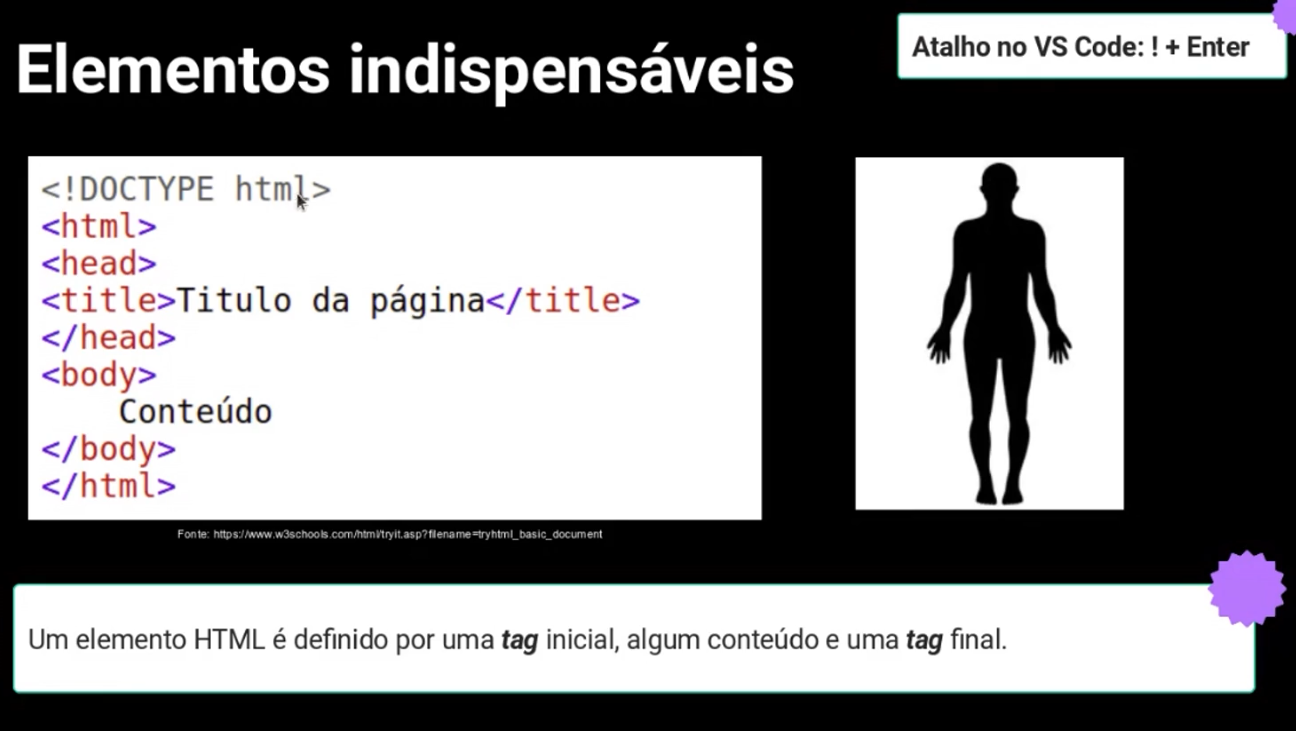 Elementos indispensáveis
Atalho no VS Code: ! + Enter
<!DOCTYPE html>
<html>
<head>
<title>Titulo da página</title>
</head>
<body>
Conteúdo
</body>
</html>
Fonte: https://www.w3schools.com/html/tryit.asp?filename=tryhtml_basic_document
Um elemento HTML é definido por uma tag inicial, algum conteúdo e uma tag final.